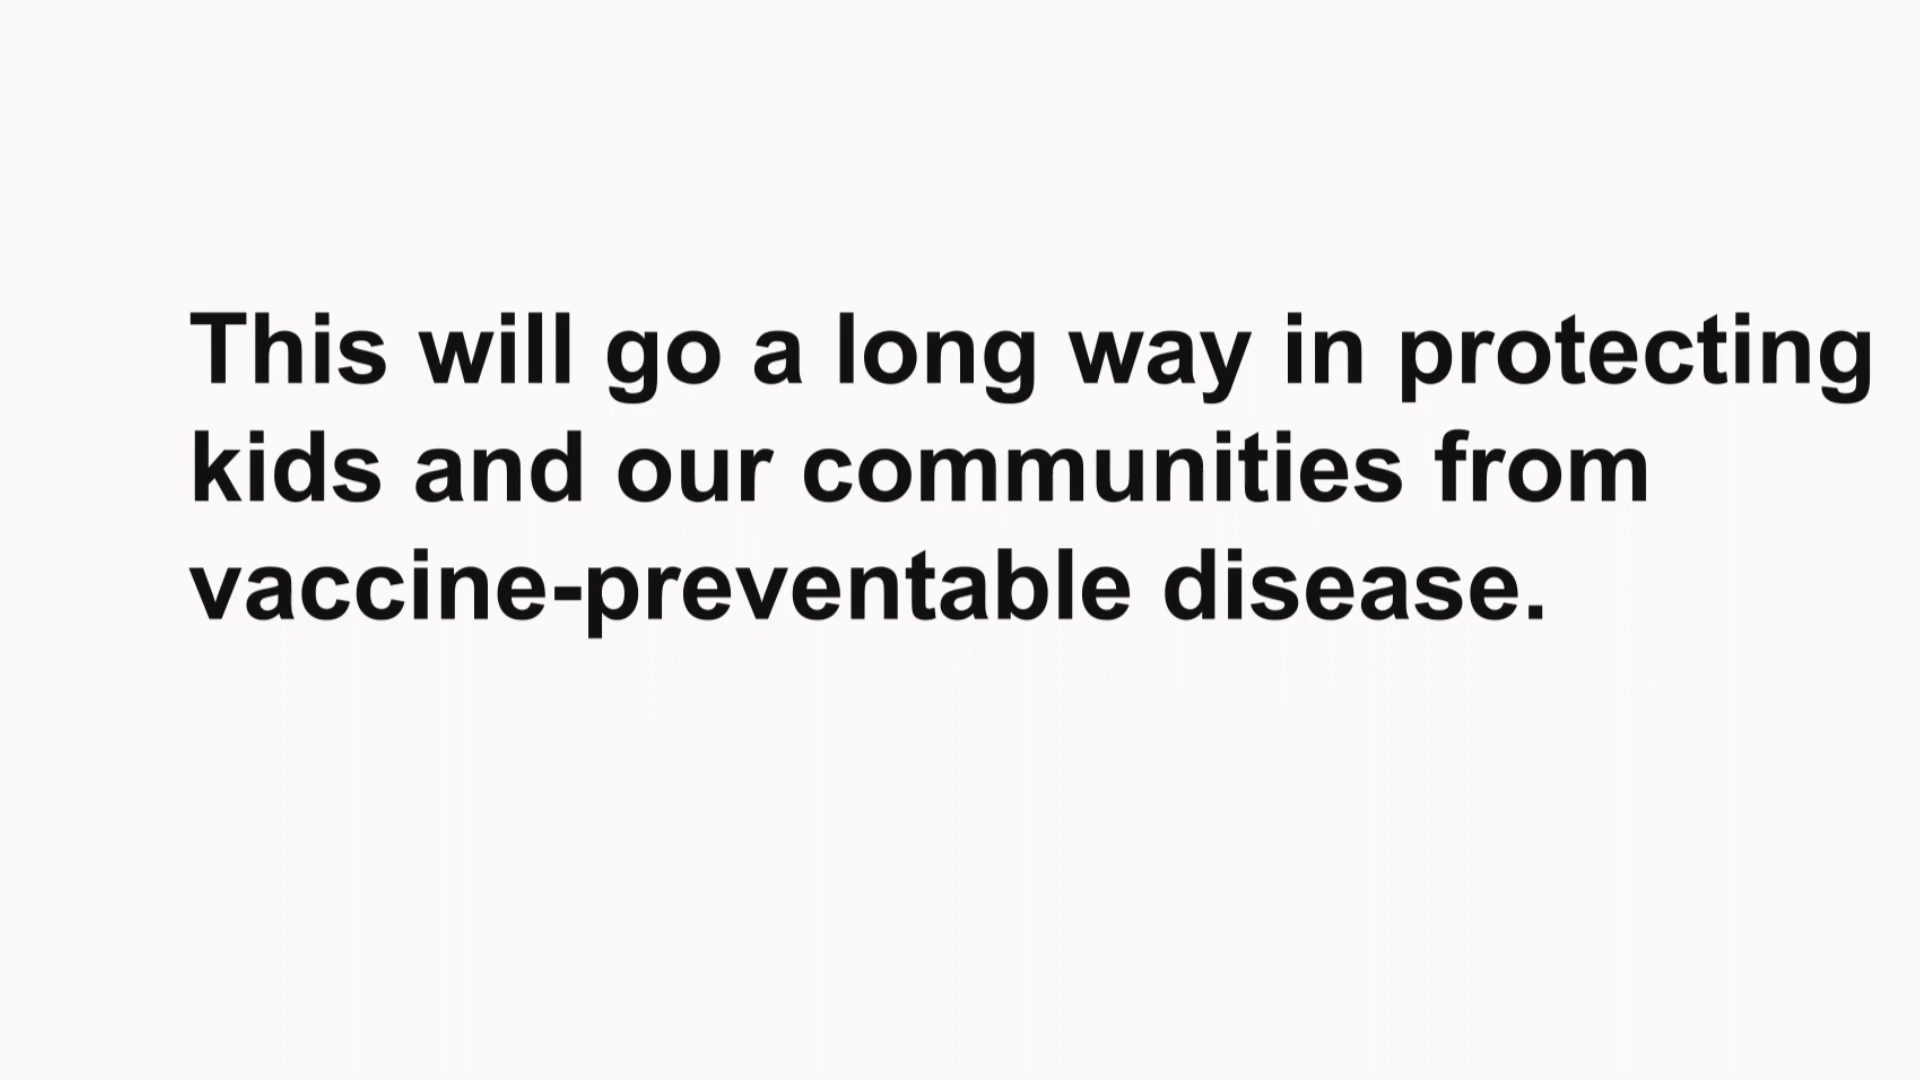 This will go a long way in protecting
kids and our communities from
vaccine-preventable disease.